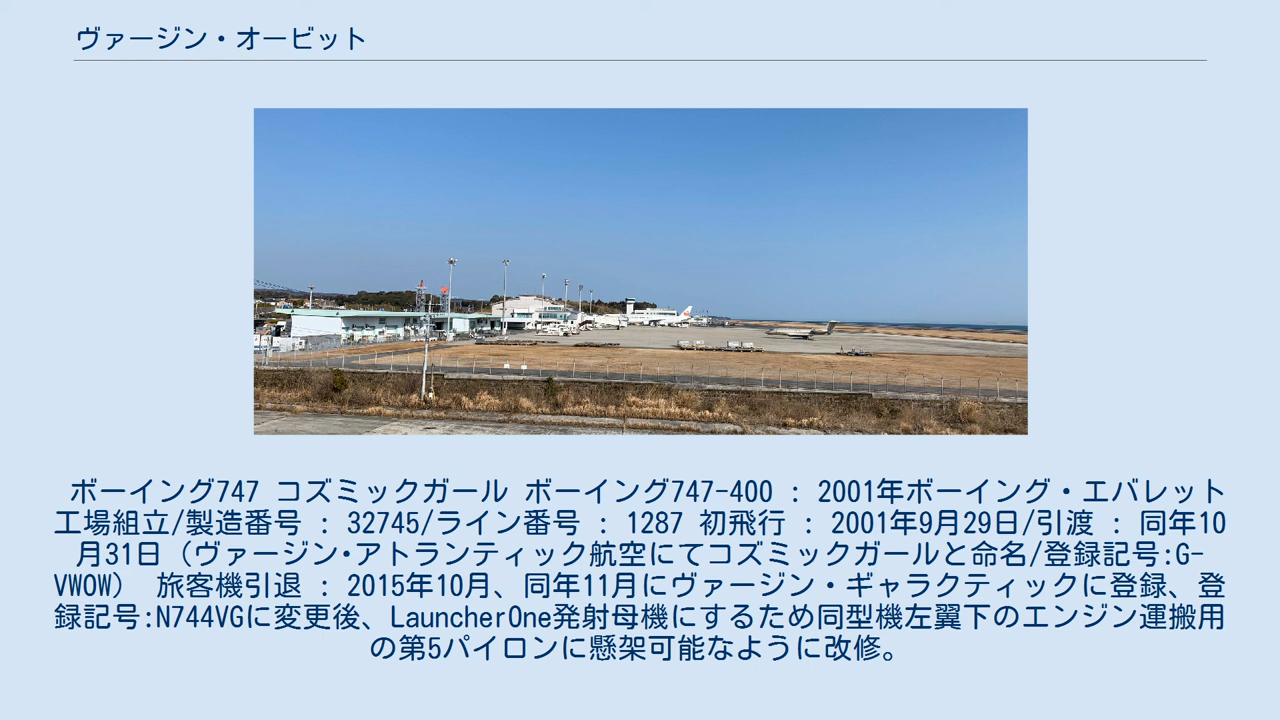 ヴァージン・オービット
ボーイング747 コズミックガール ボーイング747-400 : 2001年ボーイング・エバレット
工場組立/製造番号 : 32745/ライン番号 : 1287 初飛行 : 2001年9月29日/引渡 : 同年10
月31日（ヴァージン･アトランティック航空にてコズミックガールと命名/登録記号:G-
VWOW） 旅客機引退 : 2015年10月、同年11月にヴァージン・ギャラクティックに登録、登
録記号:N744VGに変更後、LauncherOne発射母機にするため同型機左翼下のエンジン運搬用
の第5パイロンに懸架可能なように改修。